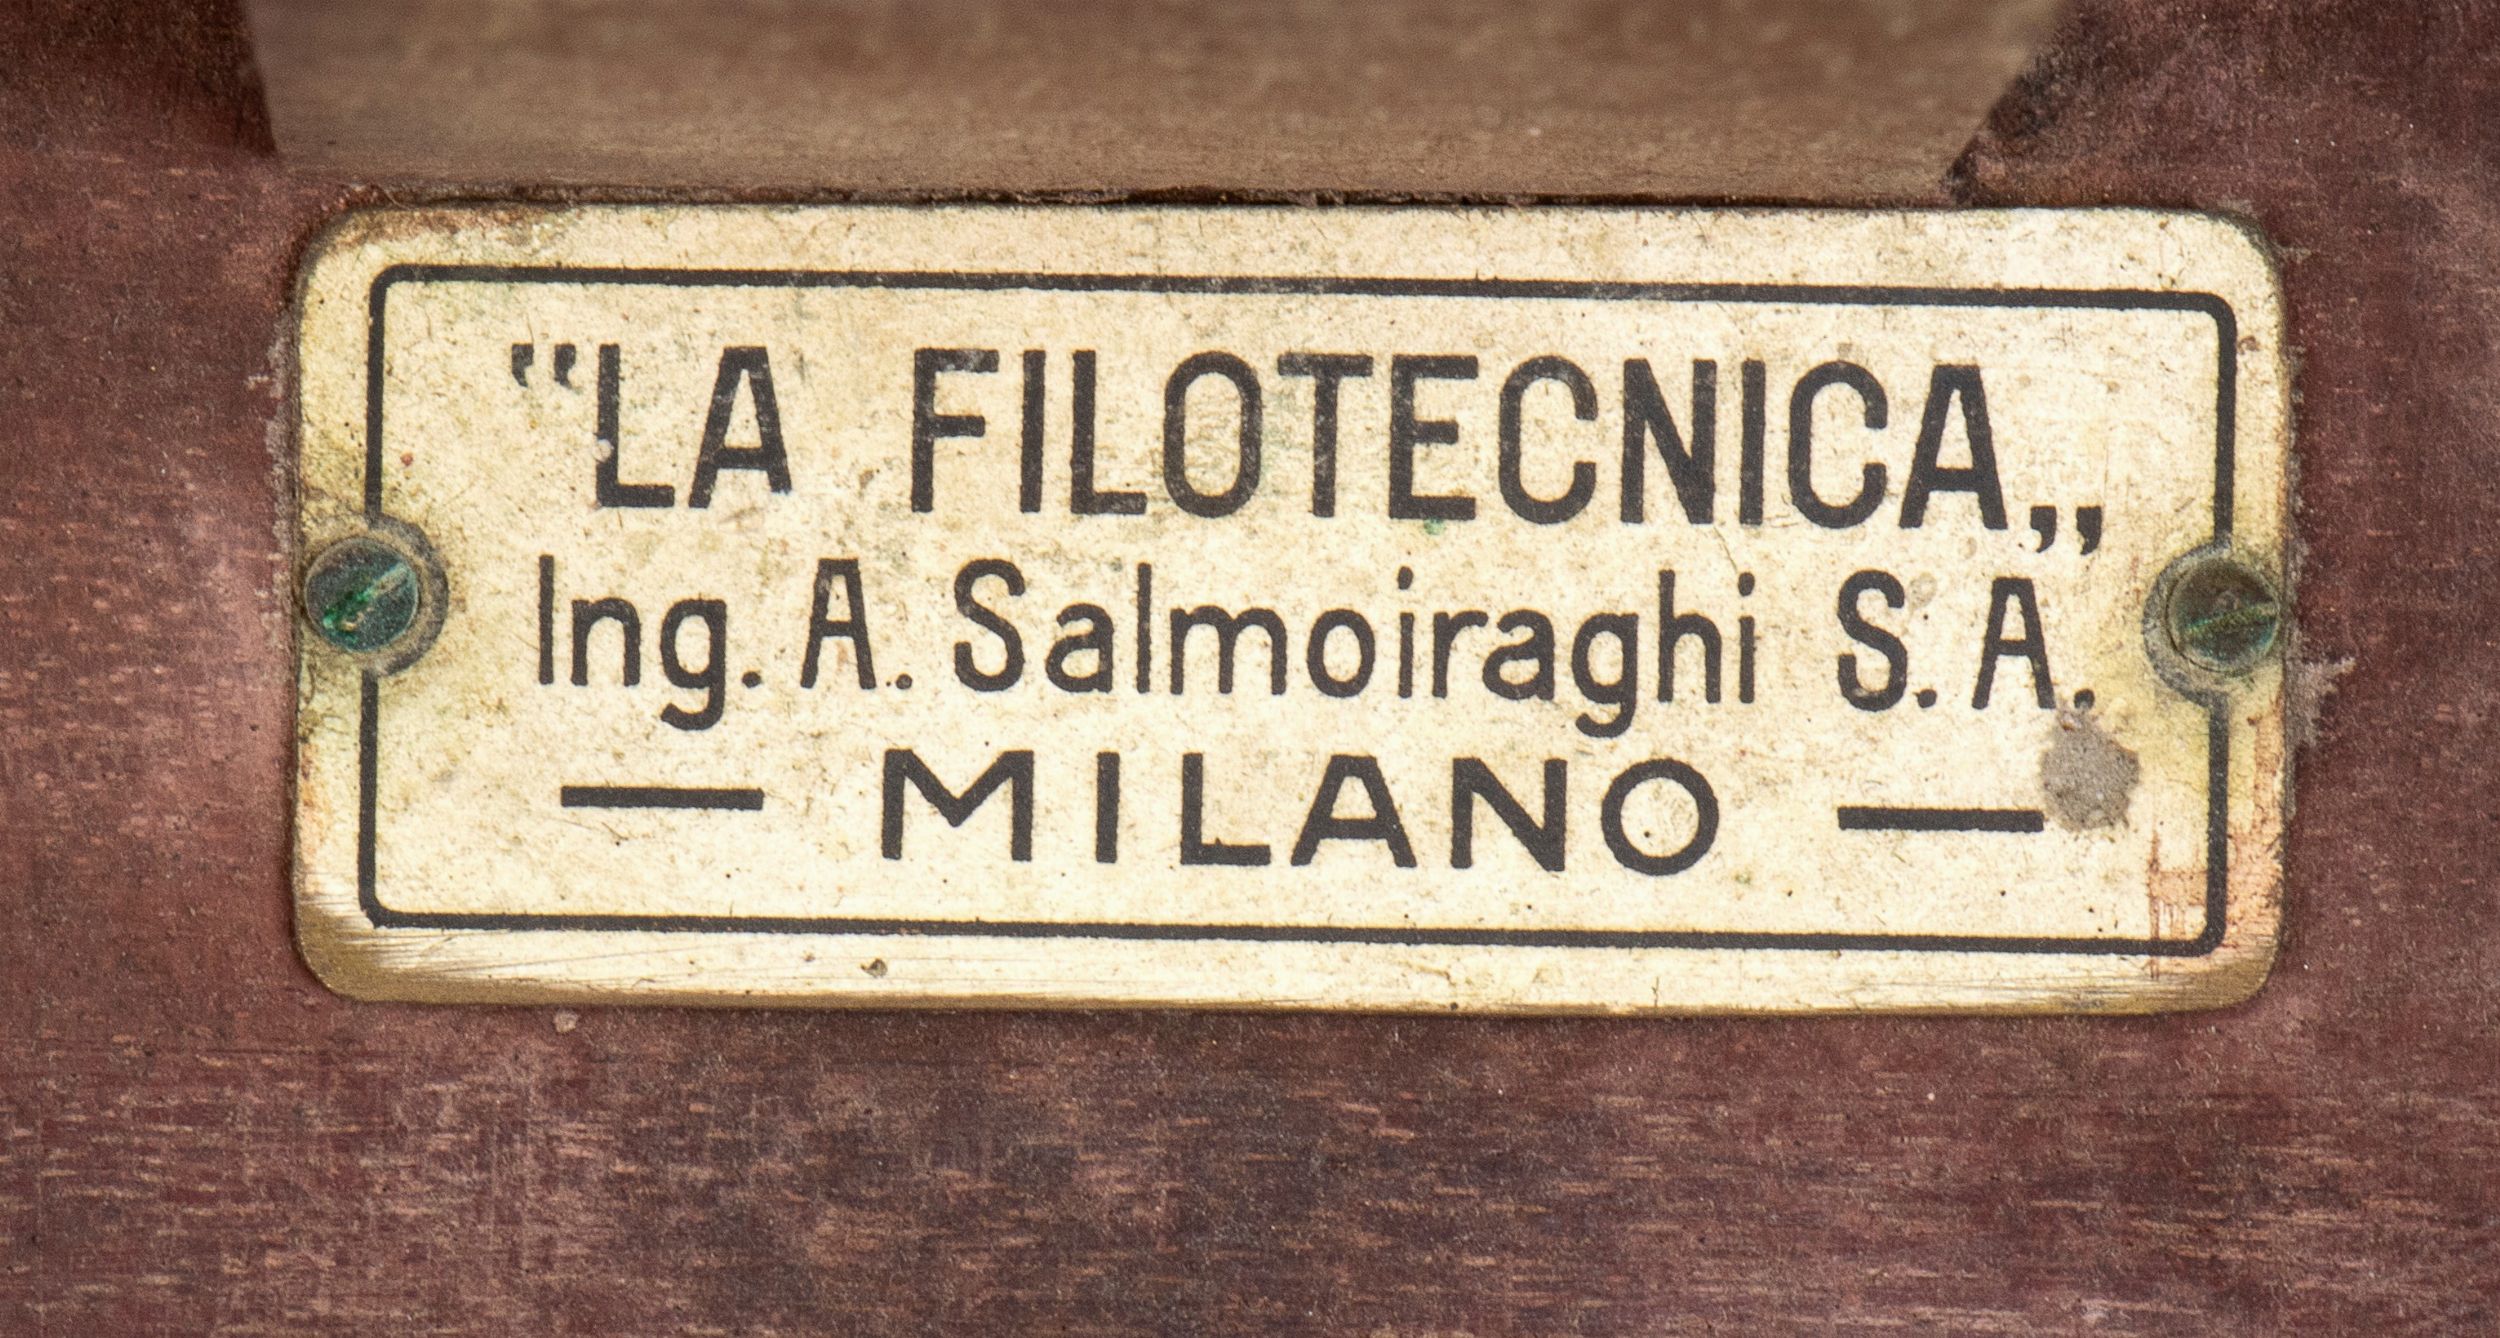 “LA FILOTECNICA„
Ing. A. Salmoiraghi S. A.
— MILANO —